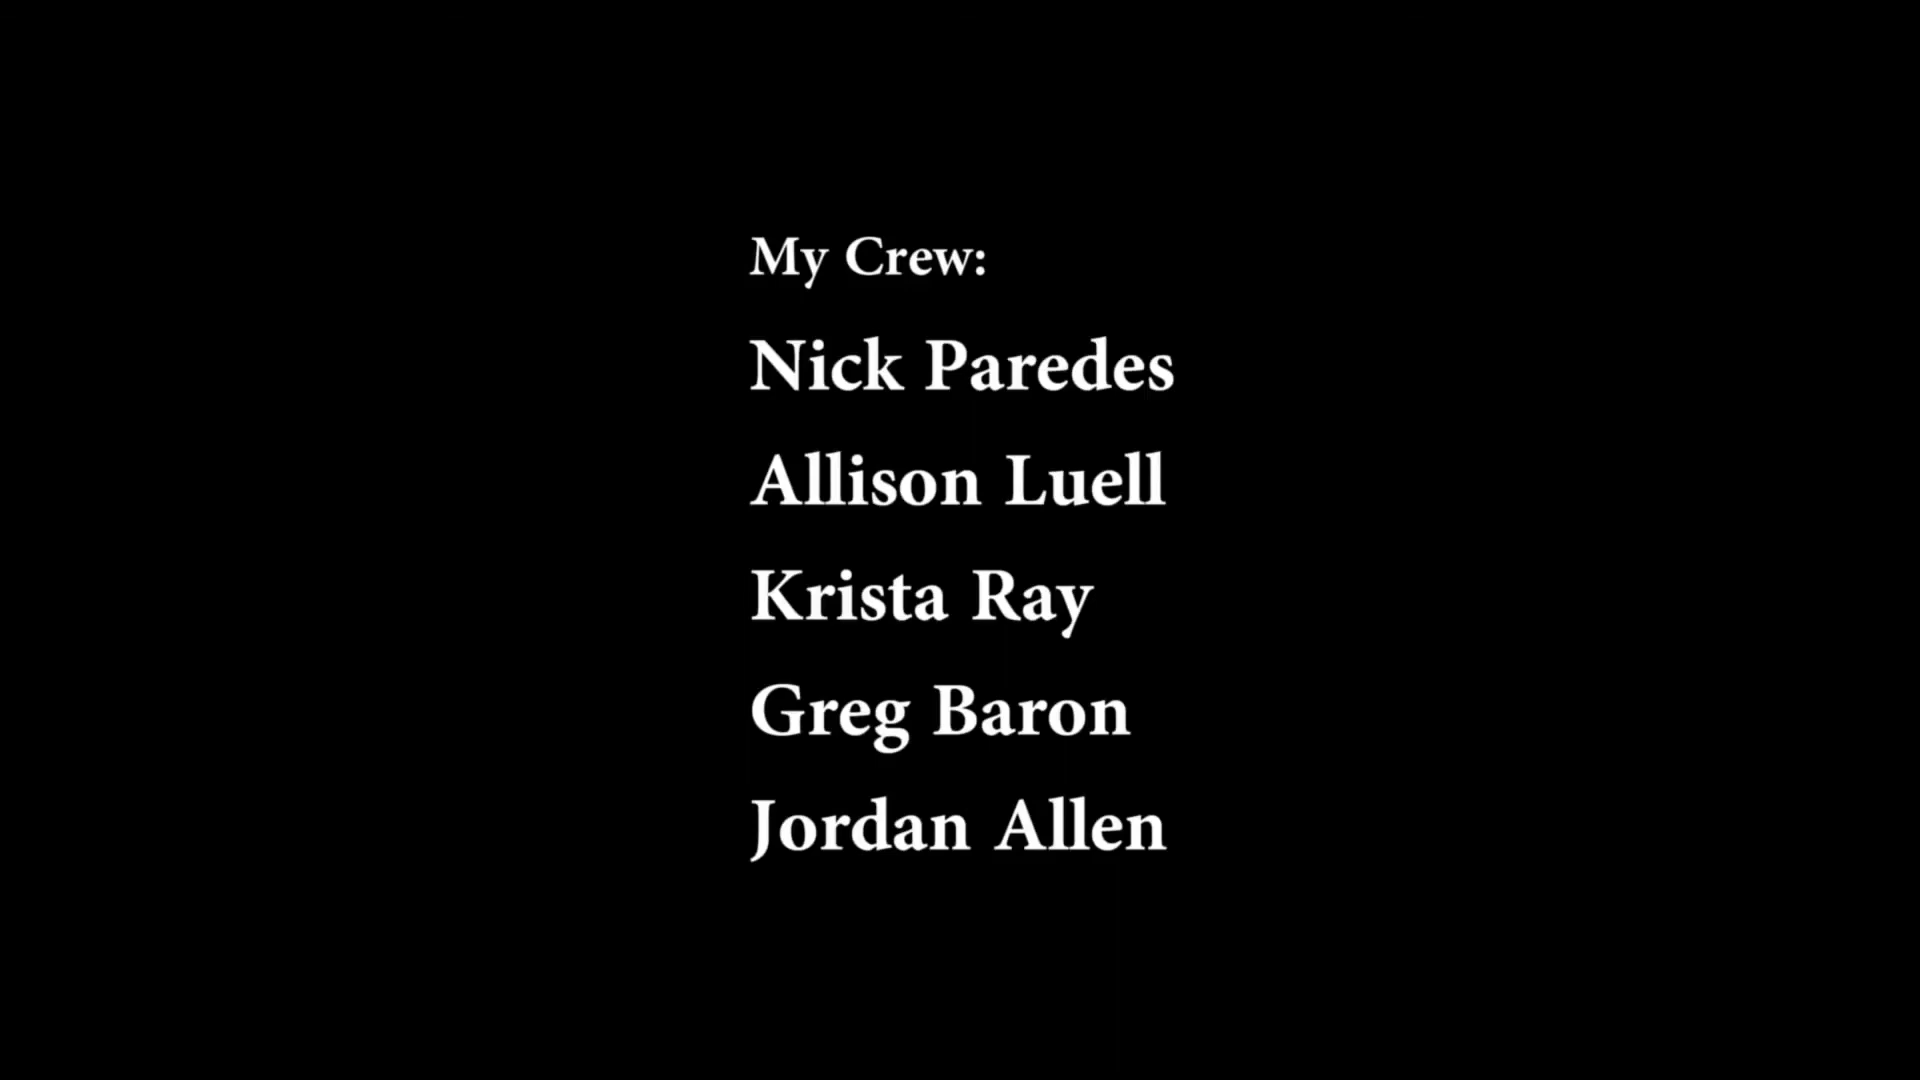 My Crew:
Nick Paredes
Allison Luell
Krista Ray
Greg Baron
Jordan Allen